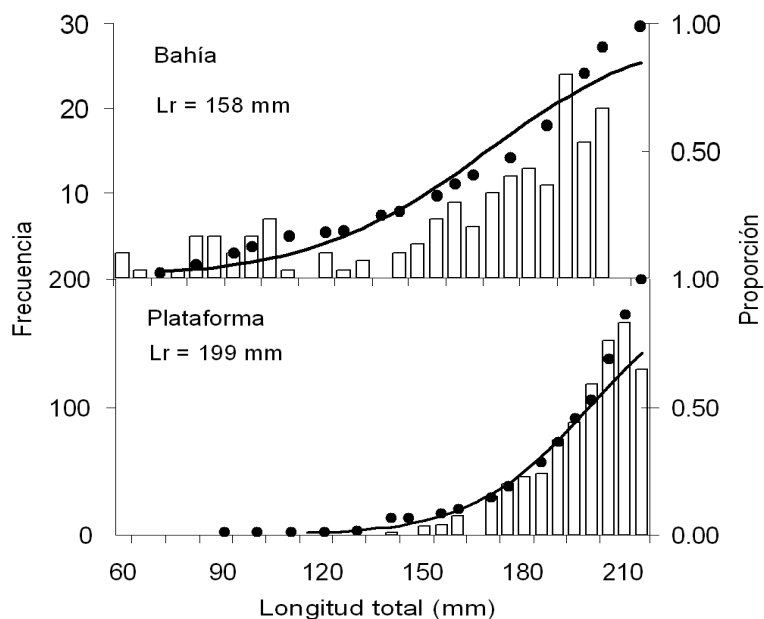 30
20
10
200
100
0
Frecuencia
Bahía
Lr = 158 mm
1.00
0.50
1.00
0.50
0.00
Proporción
Plataforma
Lr = 199 mm
60 90 120 150 180 210
Longitud total (mm)